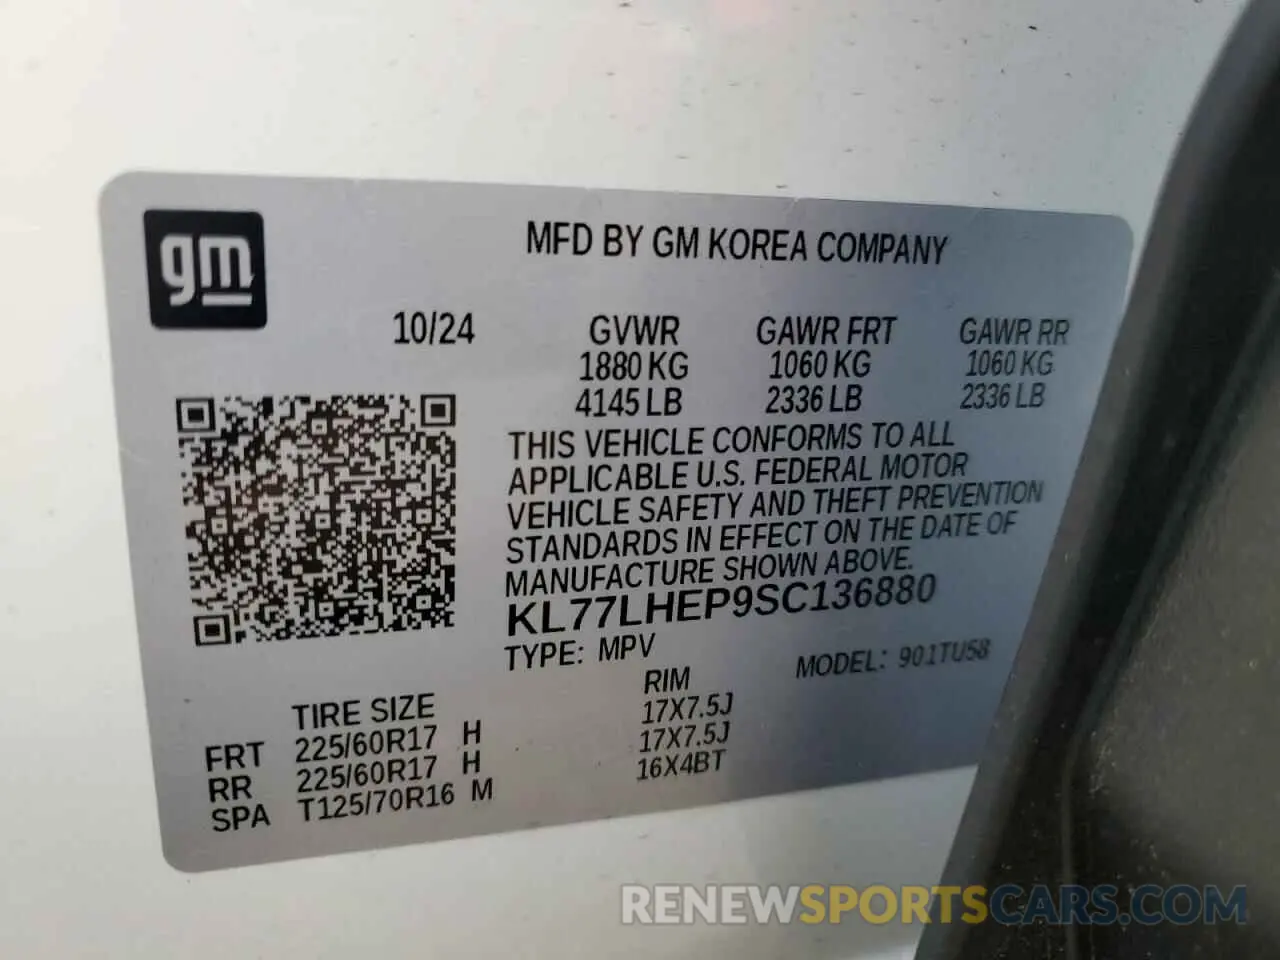 gm
MFD BY GM KOREA COMPANY
10/24 GVWR GAWR FRT GAWR RR
1880 KG 1060 KG 1060 KG
4145 LB 2336 LB 2336 LB
THIS VEHICLE CONFORMS TO ALL
APPLICABLE U.S. FEDERAL MOTOR
VEHICLE SAFETY AND THEFT PREVENTION
STANDARDS IN EFFECT ON THE DATE OF
MANUFACTURE SHOWN ABOVE.
KL77LHEP9SC136880
TYPE: MPV MODEL: 901TU58
TIRE SIZE RIM
FRT 225/60R17 H 17X7.5J
RR 225/60R17 H 17X7.5J
SPA T125/70R16 M 16X4BT
RENEWSPORTSCARS.COM